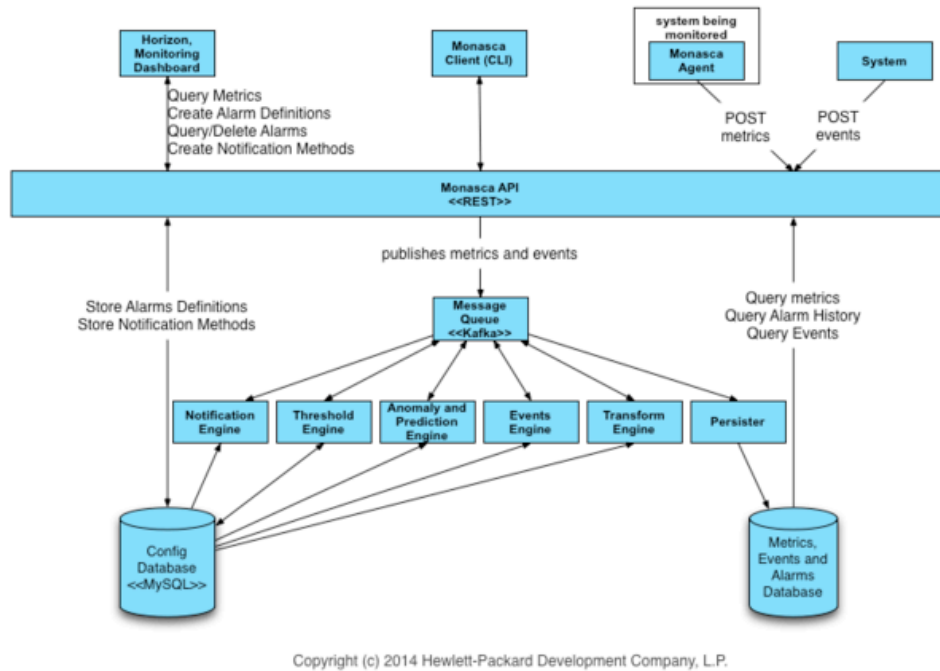 Horizon,
Monitoring
Dashboard
Monasca
Client (CLI)
system being
monitored
Monasca
Agent
System
Query Metrics
Create Alarm Definitions
Query/Delete Alarms
Create Notification Methods
POST
metrics
POST
events
Monasca API
<<REST>>
publishes metrics and events
Store Alarms Definitions
Store Notification Methods
Message
Queue
<<Kafka>>
Query metrics
Query Alarm History
Query Events
Notification
Engine
Threshold
Engine
Anomaly and
Prediction
Engine
Events
Engine
Transform
Engine
Persister
Config
Database
<<MySQL>>
Metrics,
Events and
Alarms
Database
Copyright (c) 2014 Hewlett-Packard Development Company, L.P.